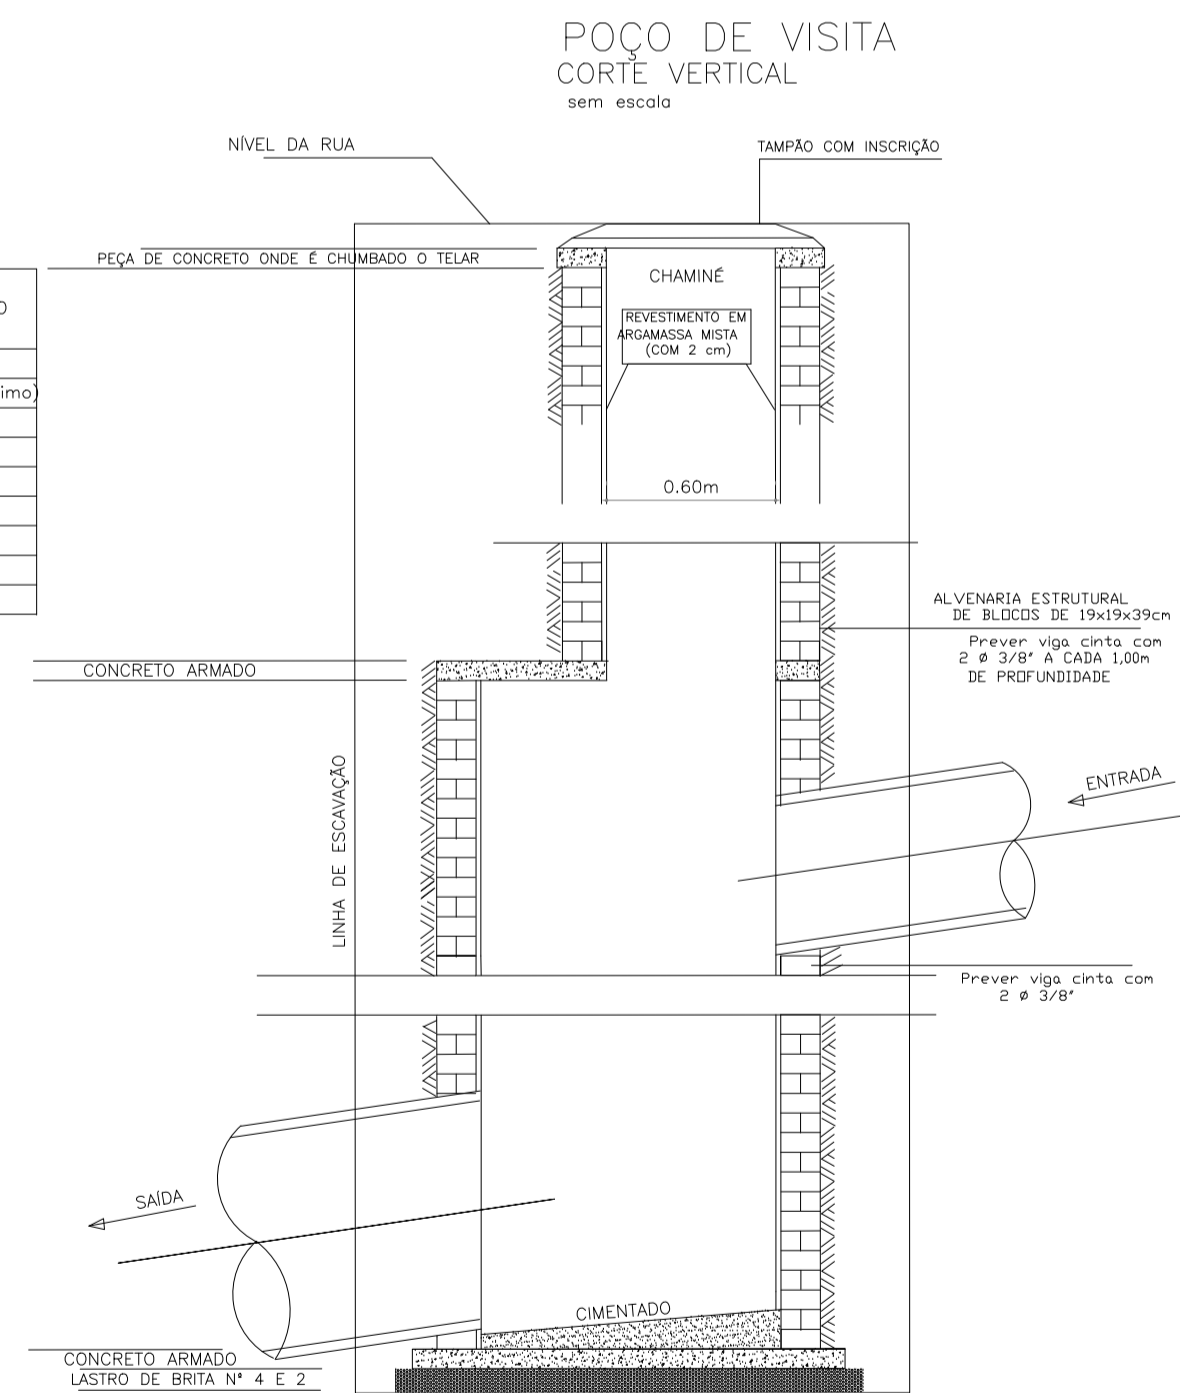 POÇO DE VISITA
CORTE VERTICAL
sem escala
NÍVEL DA RUA
TAMPÃO COM INSCRIÇÃO
PEÇA DE CONCRETO ONDE É CHUMBADO O TELAR
CHAMINÉ
REVESTIMENTO EM
ARGAMASSA MISTA
(COM 2 cm)
imo)
0.60m
ALVENARIA ESTRUTURAL
DE BLOCOS DE 19x19x39cm
Prever viga cinta com
2 ø 3/8" A CADA 1,00m
DE PROFUNDIDADE
CONCRETO ARMADO
LINHA DE ESCAVAÇÃO
ENTRADA
Prever viga cinta com
2 ø 3/8"
SAÍDA
CIMENTADO
CONCRETO ARMADO
LASTRO DE BRITA Nº 4 E 2